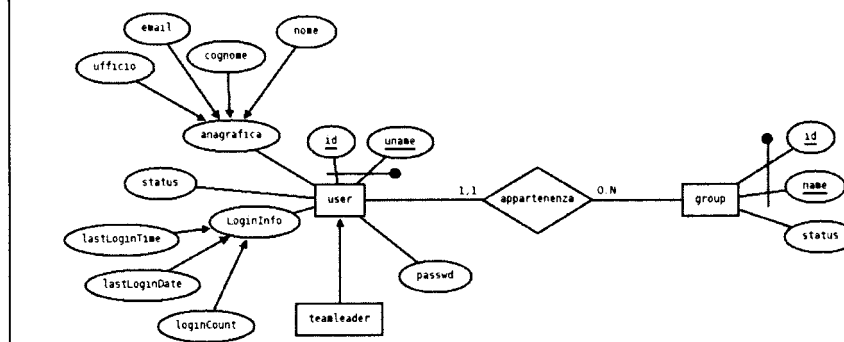 email
nome
cognome
ufficio
anagrafica
id
uname
id
status
name
1,1
appartenenza
0.N
user
group
LoginInfo
status
lastLoginTime
passwd
lastLoginDate
teamleader
loginCount